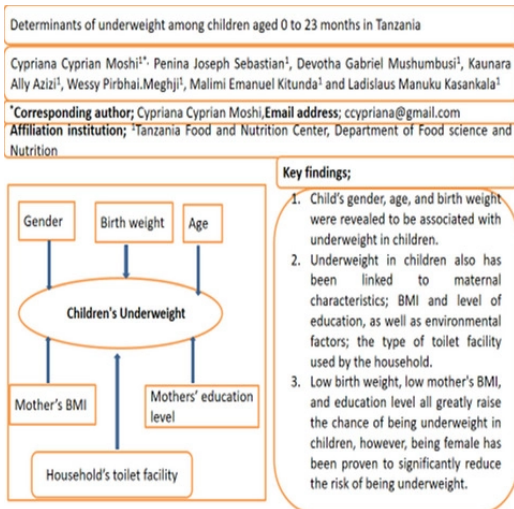 Determinants of underweight among children aged 0 to 23 months in Tanzania
Cypriana Cyprian Moshi1*, Penina Joseph Sebastian1, Devotha Gabriel Mushumbusi1, Kaunara
Ally Azizi1, Wessy Pirbhai.Meghji1, Malimi Emanuel Kitunda1 and Ladislaus Manuku Kasankala1
*Corresponding author; Cypriana Cyprian Moshi,Email address; ccypriana@gmail.com
Affiliation institution; 1Tanzania Food and Nutrition Center, Department of Food science and
Nutrition
Gender
Birth weight
Age
Children's Underweight
Mother's BMI
Mothers' education
level
Household's toilet facility
Key findings;
1. Child's gender, age, and birth weight
were revealed to be associated with
underweight in children.
2. Underweight in children also has
been linked to maternal
characteristics; BMI and level of
education, as well as environmental
factors; the type of toilet facility
used by the household.
3. Low birth weight, low mother's BMI,
and education level all greatly raise
the chance of being underweight in
children, however, being female has
been proven to significantly reduce
the risk of being underweight.